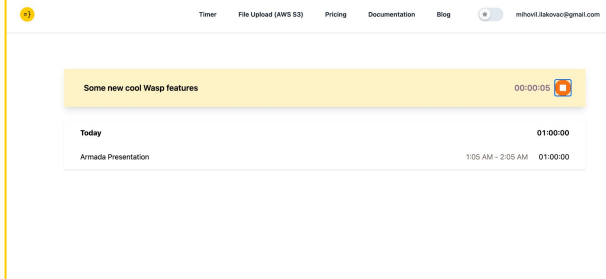 =}
Timer File Upload (AWS S3) Pricing Documentation Blog mihovil.ilakovac@gmail.com
Some new cool Wasp features 00:00:05
Today 01:00:00
Armada Presentation 1:05 AM - 2:05 AM 01:00:00